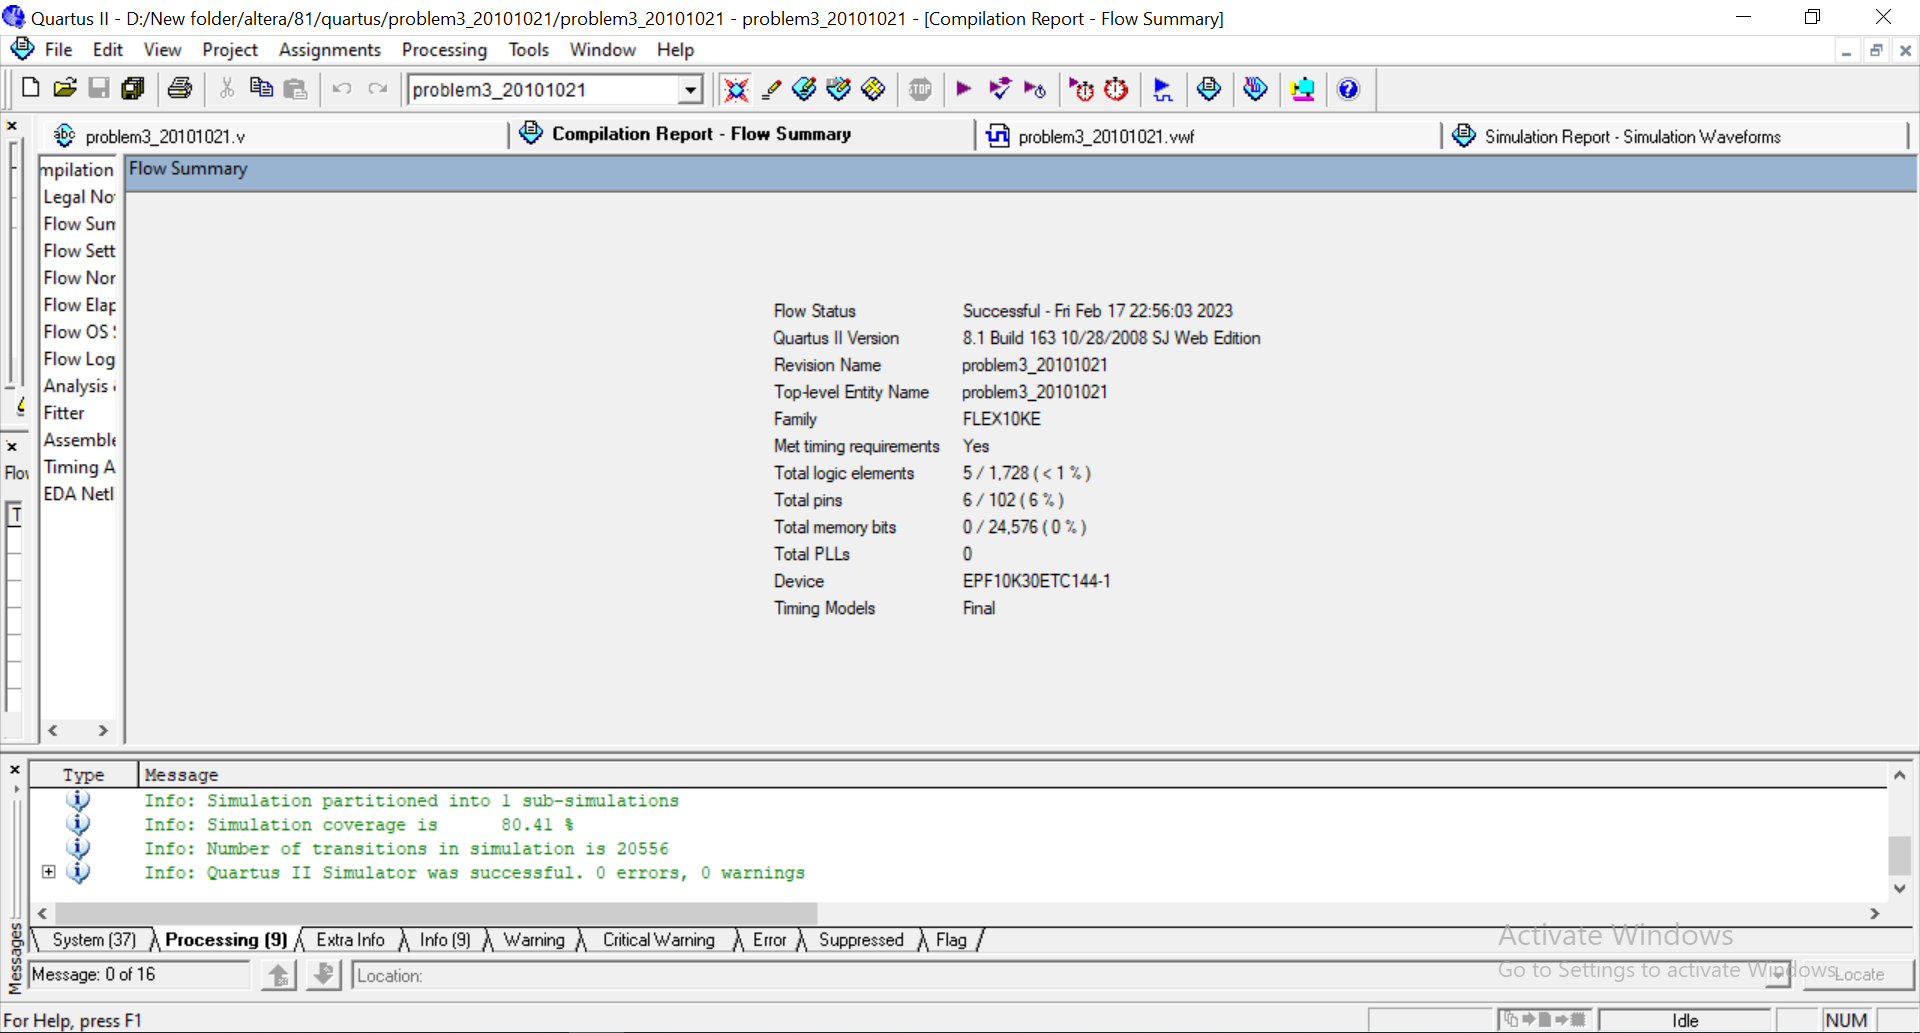 Quartus II - D:/New folder/altera/81/quartus/problem3_20101021/problem3_20101021 - problem3_20101021 - [Compilation Report - Flow Summary]
File Edit View Project Assignments Processing Tools Window Help
problem3_20101021
STOP
abc problem3_20101021.v
Compilation Report - Flow Summary
problem3_20101021.vwf
Simulation Report - Simulation Waveforms
mpilation
Legal No
Flow Sum
Flow Sett
Flow Nor
Flow Elap
Flow OS
Flow Log
Analysis
Fitter
Assemble
Timing A
EDA Netl
Flow
T
Flow Summary
Flow Status Successful - Fri Feb 17 22:56:03 2023
Quartus II Version 8.1 Build 163 10/28/2008 SJ Web Edition
Revision Name problem3_20101021
Top-level Entity Name problem3_20101021
Family FLEX10KE
Met timing requirements Yes
Total logic elements 5 / 1,728 ( < 1 % )
Total pins 6 / 102 ( 6 % )
Total memory bits 0 / 24,576 ( 0 % )
Total PLLs 0
Device EPF10K30ETC144-1
Timing Models Final
Type Message
Info: Simulation partitioned into 1 sub-simulations
Info: Simulation coverage is 80.41 %
Info: Number of transitions in simulation is 20556
Info: Quartus II Simulator was successful. 0 errors, 0 warnings
System (37) Processing (9) Extra Info Info (9) Warning Critical Warning Error Suppressed Flag
Messages
Message: 0 of 16
Location:
Locate
Activate Windows
Go to Settings to activate Windows.
For Help, press F1
Idle
NUM